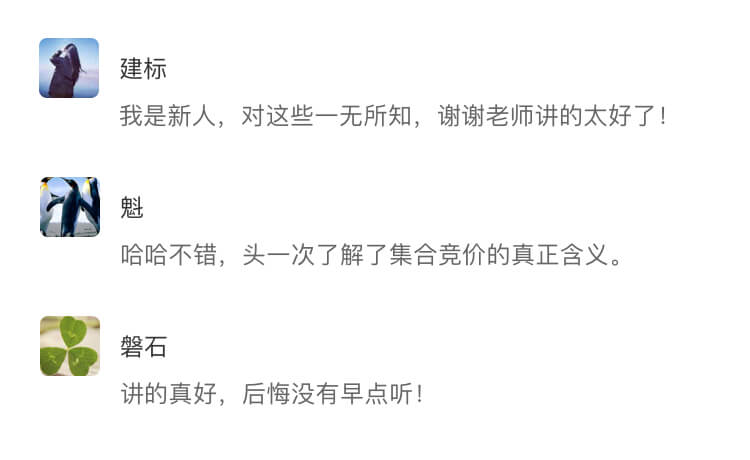 建标
我是新人，对这些一无所知，谢谢老师讲的太好了！
魁
哈哈不错，头一次了解了集合竞价的真正含义。
磐石
讲的真好，后悔没有早点听！